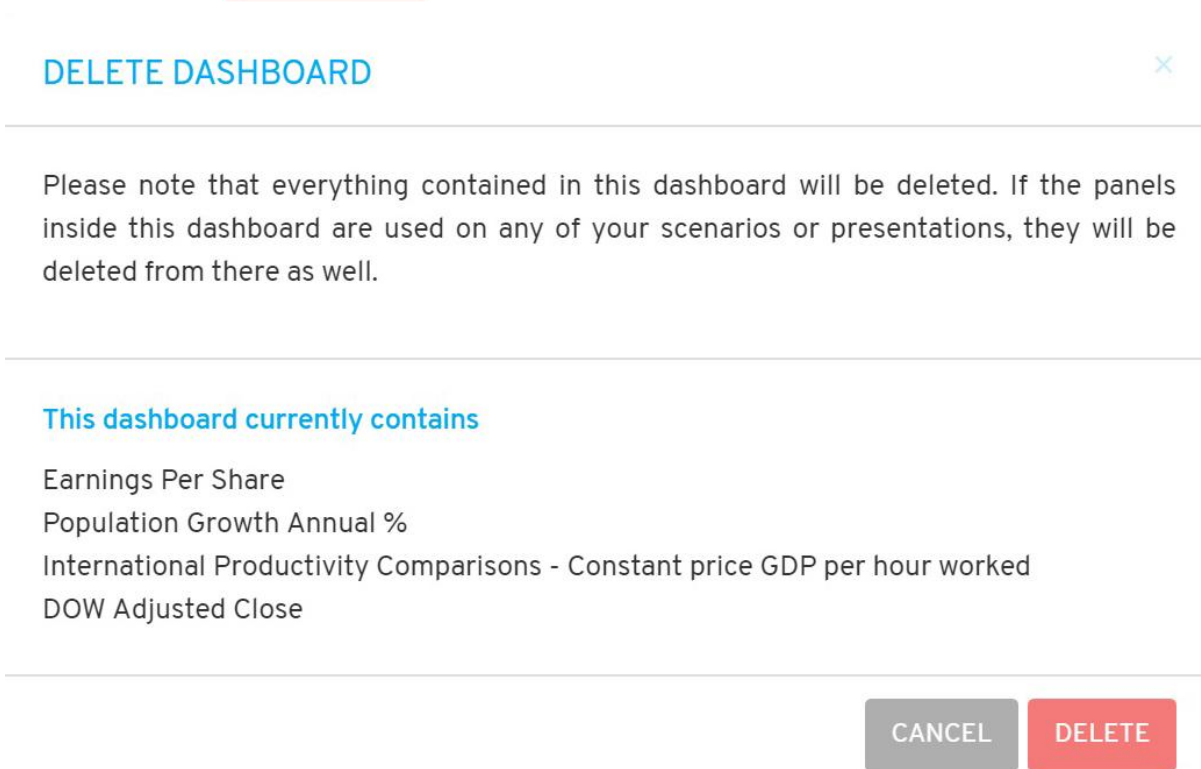 DELETE DASHBOARD
×
Please note that everything contained in this dashboard will be deleted. If the panels
inside this dashboard are used on any of your scenarios or presentations, they will be
deleted from there as well.
This dashboard currently contains
Earnings Per Share
Population Growth Annual %
International Productivity Comparisons - Constant price GDP per hour worked
DOW Adjusted Close
CANCEL DELETE